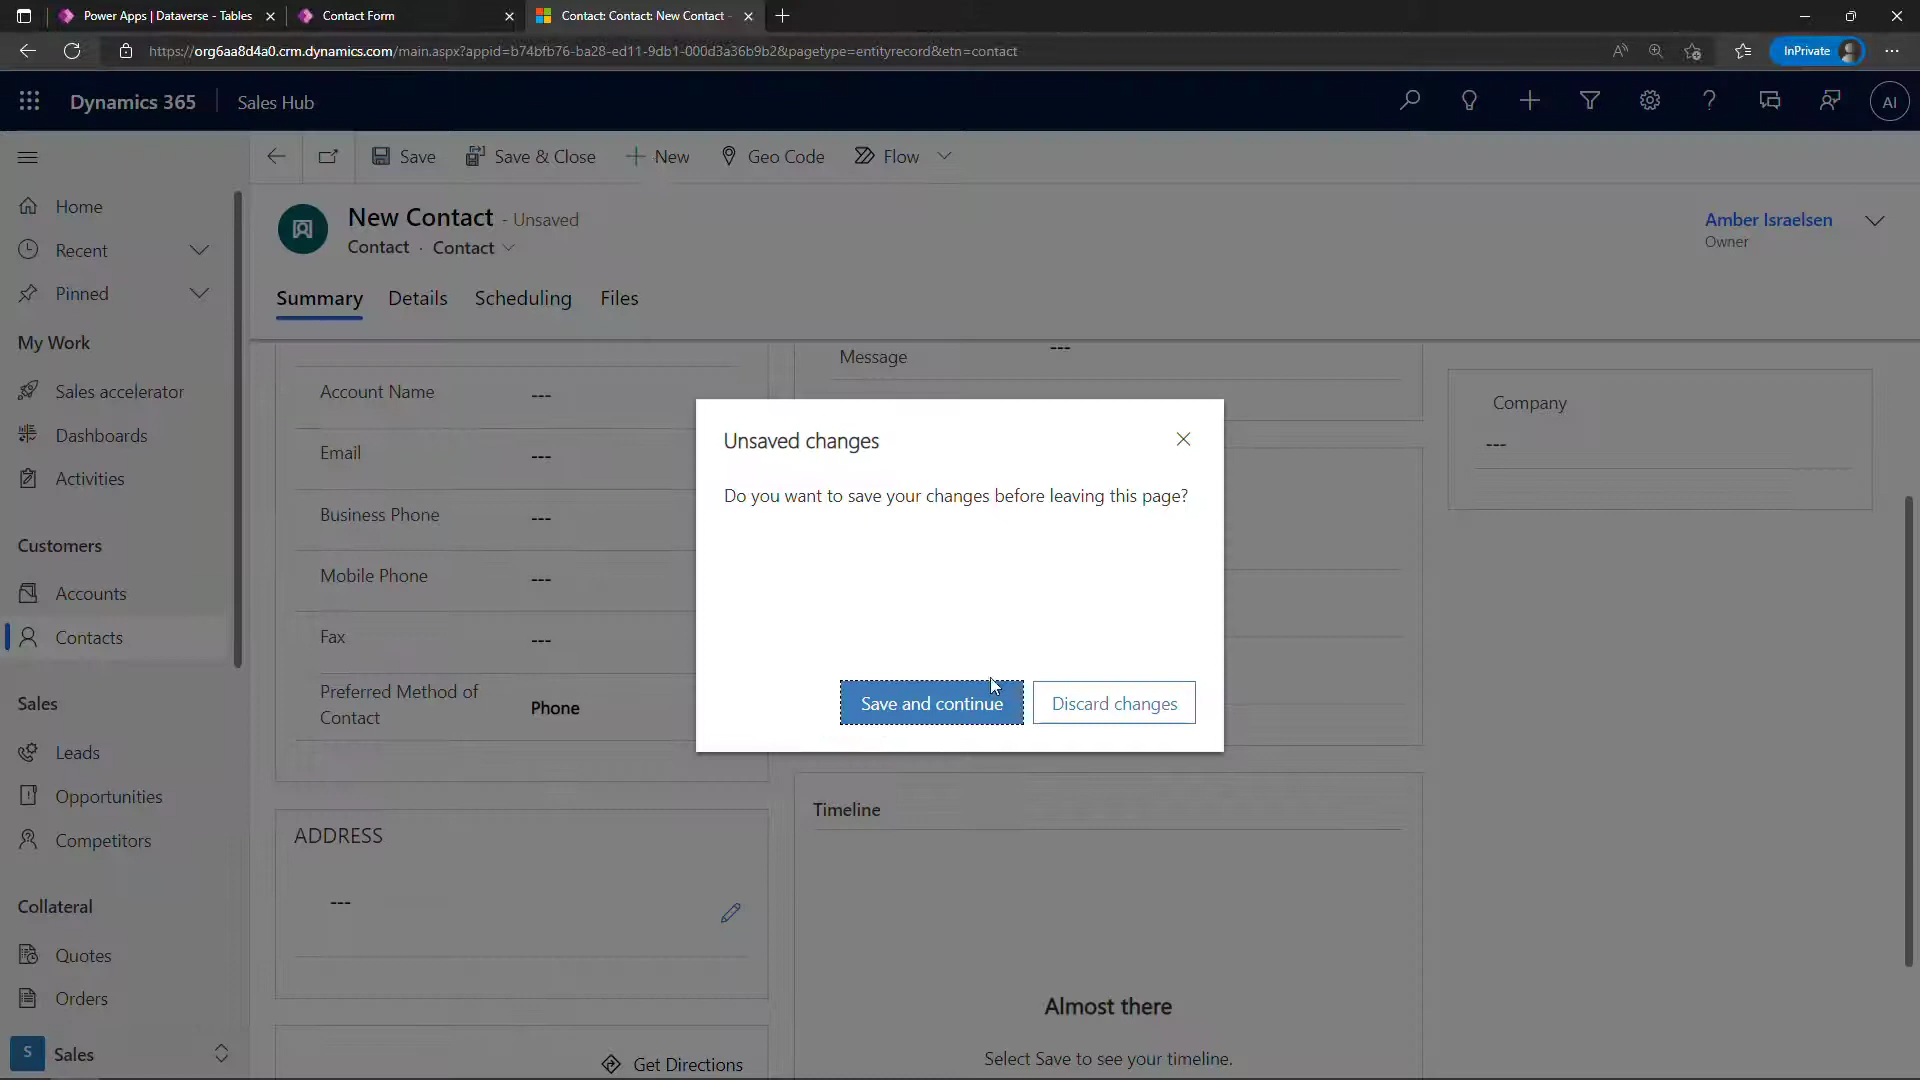 Power Apps | Dataverse - Tables
Contact Form
Contact: Contact: New Contact -
https://org6aa8d4a0.crm.dynamics.com/main.aspx?appid=b74bfb76-ba28-ed11-9db1-000d3a36b9b2&pagetype=entityrecord&etn=contact
InPrivate
Dynamics 365
Sales Hub
AI
Save
Save & Close
New
Geo Code
Flow
New Contact - Unsaved
Contact · Contact
Amber Israelsen
Owner
Summary
Details
Scheduling
Files
Home
Recent
Pinned
My Work
Sales accelerator
Dashboards
Activities
Customers
Accounts
Contacts
Sales
Leads
Opportunities
Competitors
Collateral
Quotes
Orders
S
Sales
Account Name ---
Email ---
Business Phone ---
Mobile Phone ---
Fax ---
Preferred Method of
Contact
Phone
ADDRESS
---
Get Directions
Message ---
Unsaved changes
Do you want to save your changes before leaving this page?
Save and continue
Discard changes
Timeline
Almost there
Select Save to see your timeline.
Company
---